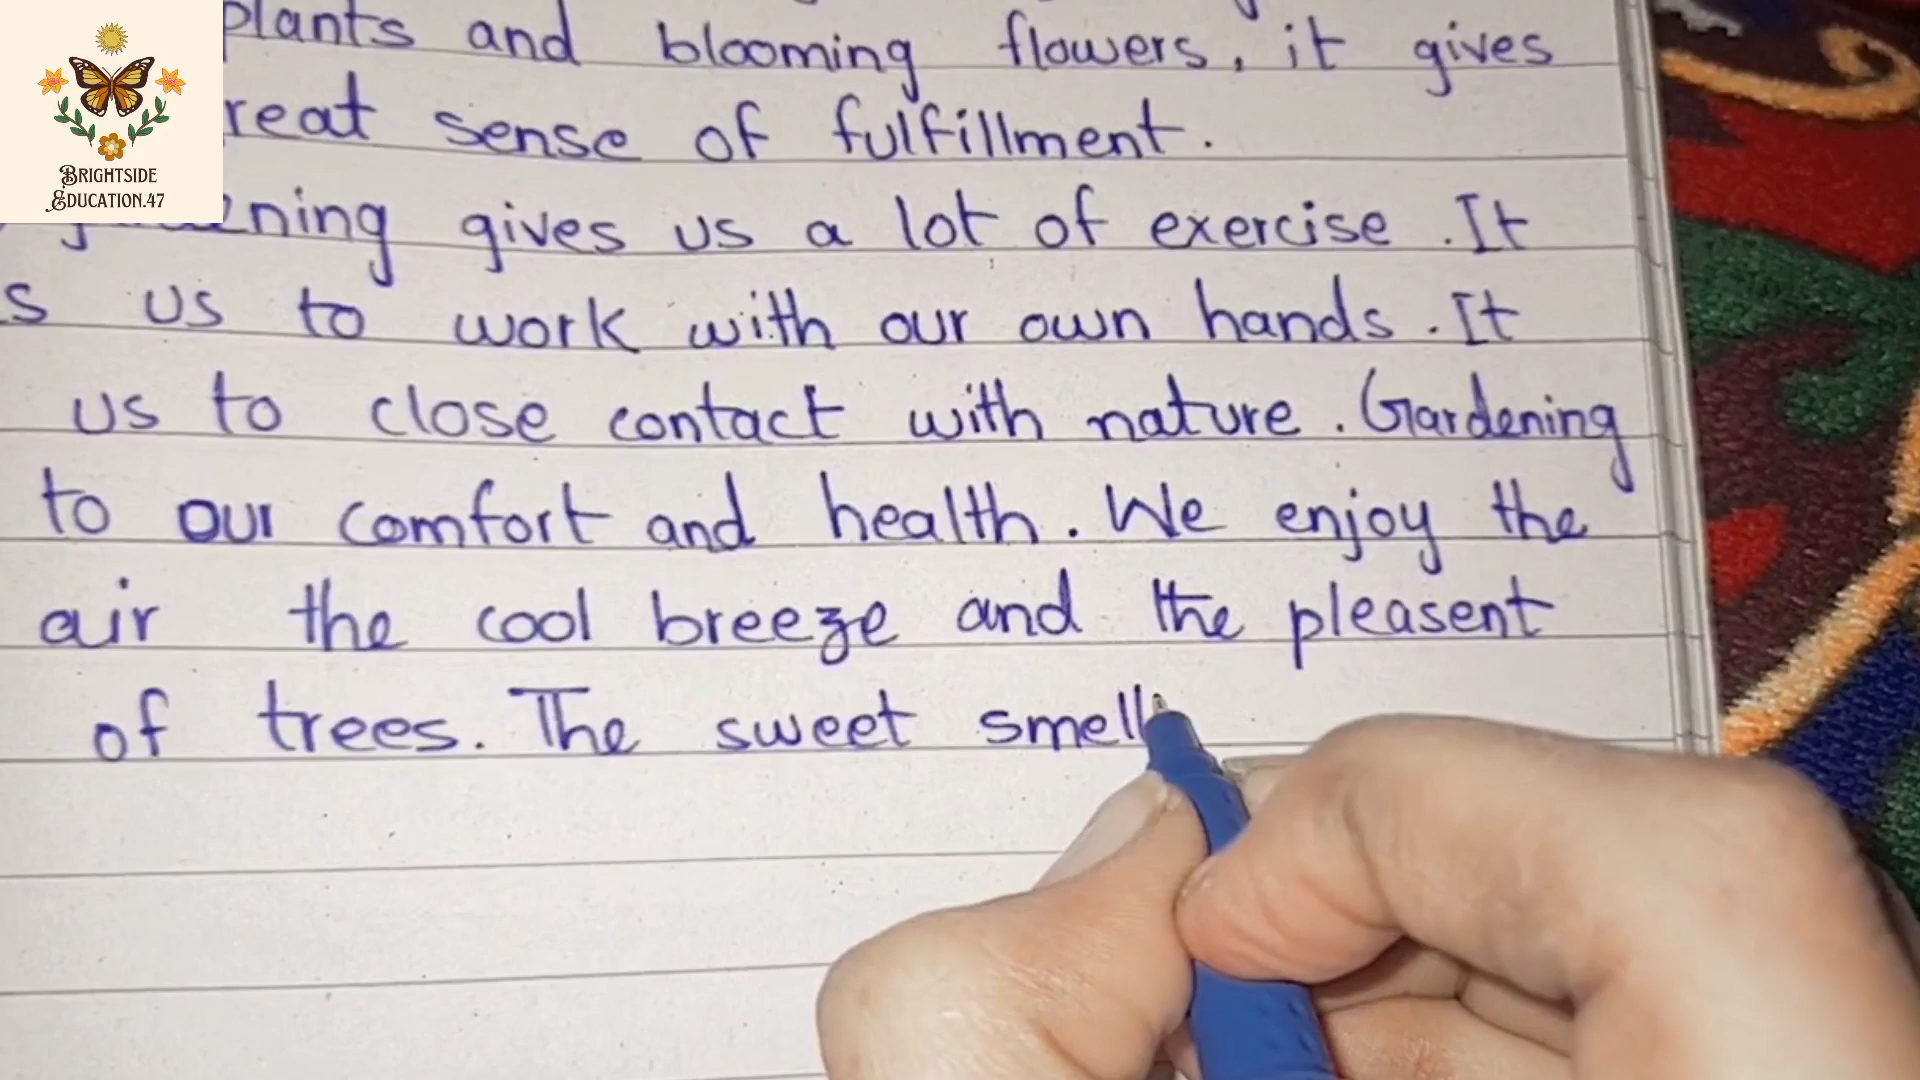 BRIGHTSIDE
EDUCATION.47
plants and blooming flowers, it gives
reat sense of fulfillment.
ening gives us a lot of exercise. It
s us to work with our own hands. It
us to close contact with nature. Gardening
to our comfort and health. We enjoy the
air the cool breeze and the pleasent
of trees. The sweet smell